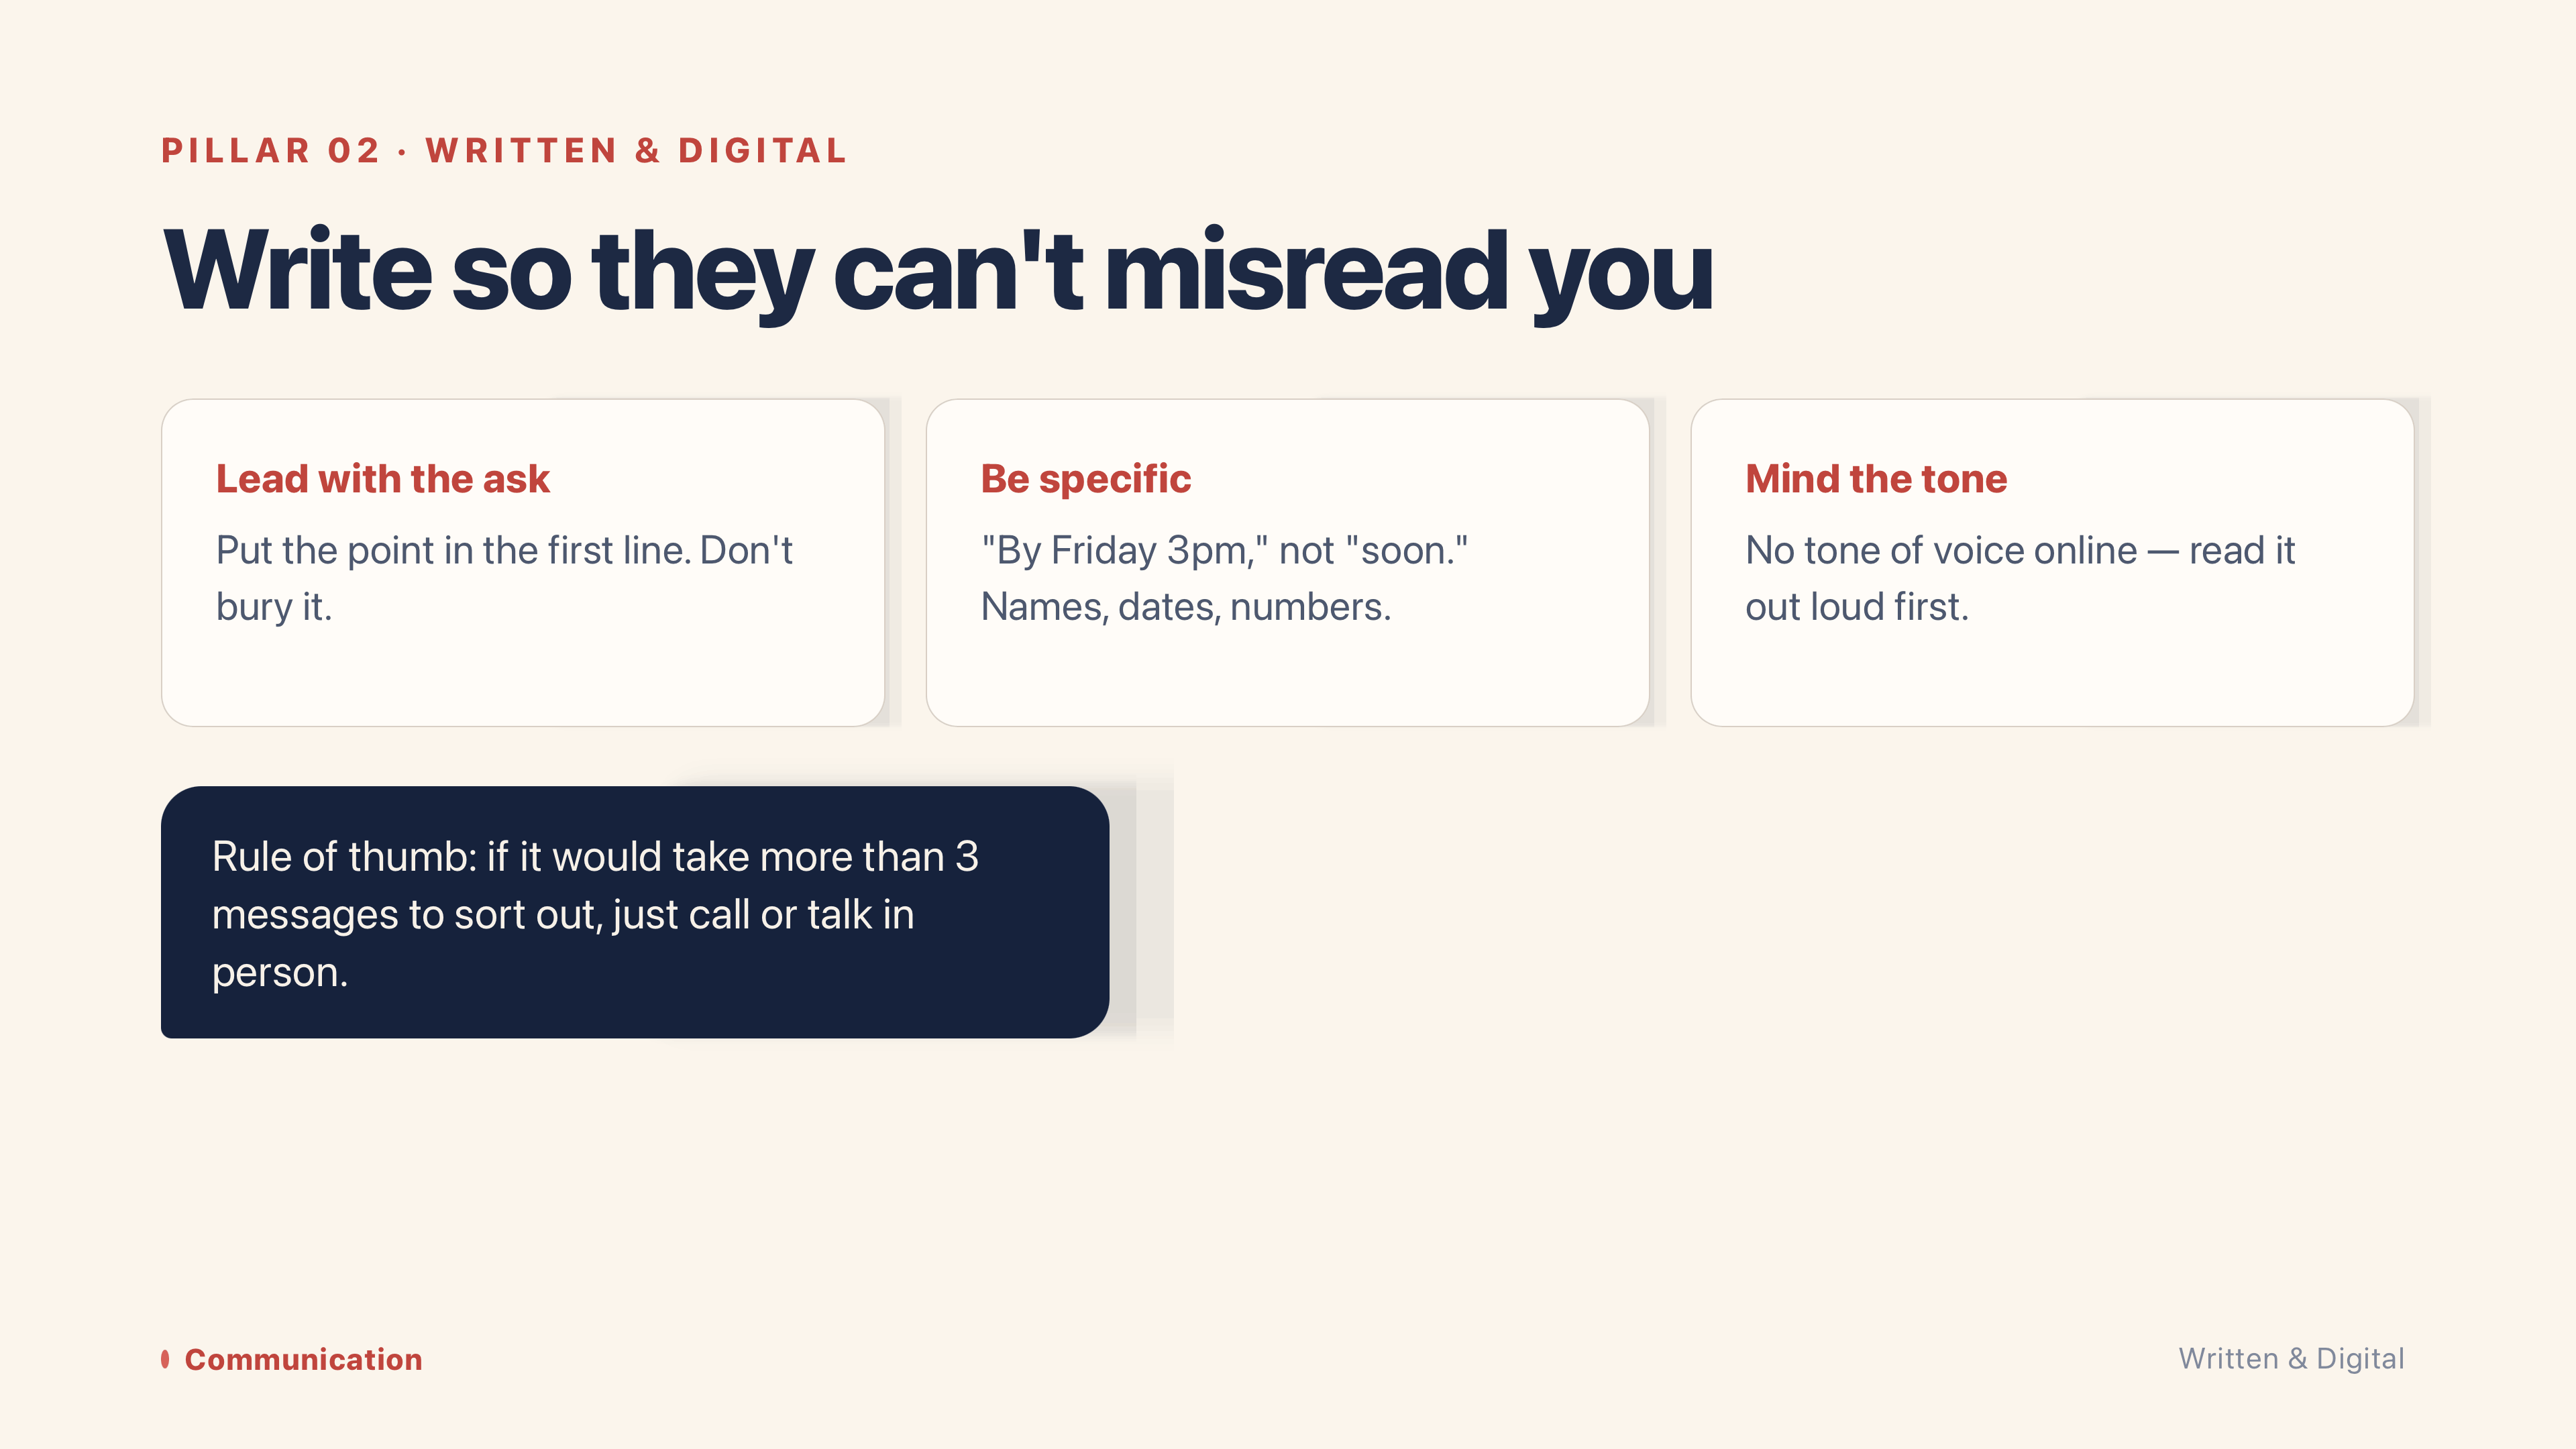 PILLAR 02 · WRITTEN & DIGITAL
Write so they can't misread you
Lead with the ask
Put the point in the first line. Don't
bury it.
Be specific
"By Friday 3pm," not "soon."
Names, dates, numbers.
Mind the tone
No tone of voice online — read it
out loud first.
Rule of thumb: if it would take more than 3
messages to sort out, just call or talk in
person.
Communication
Written & Digital